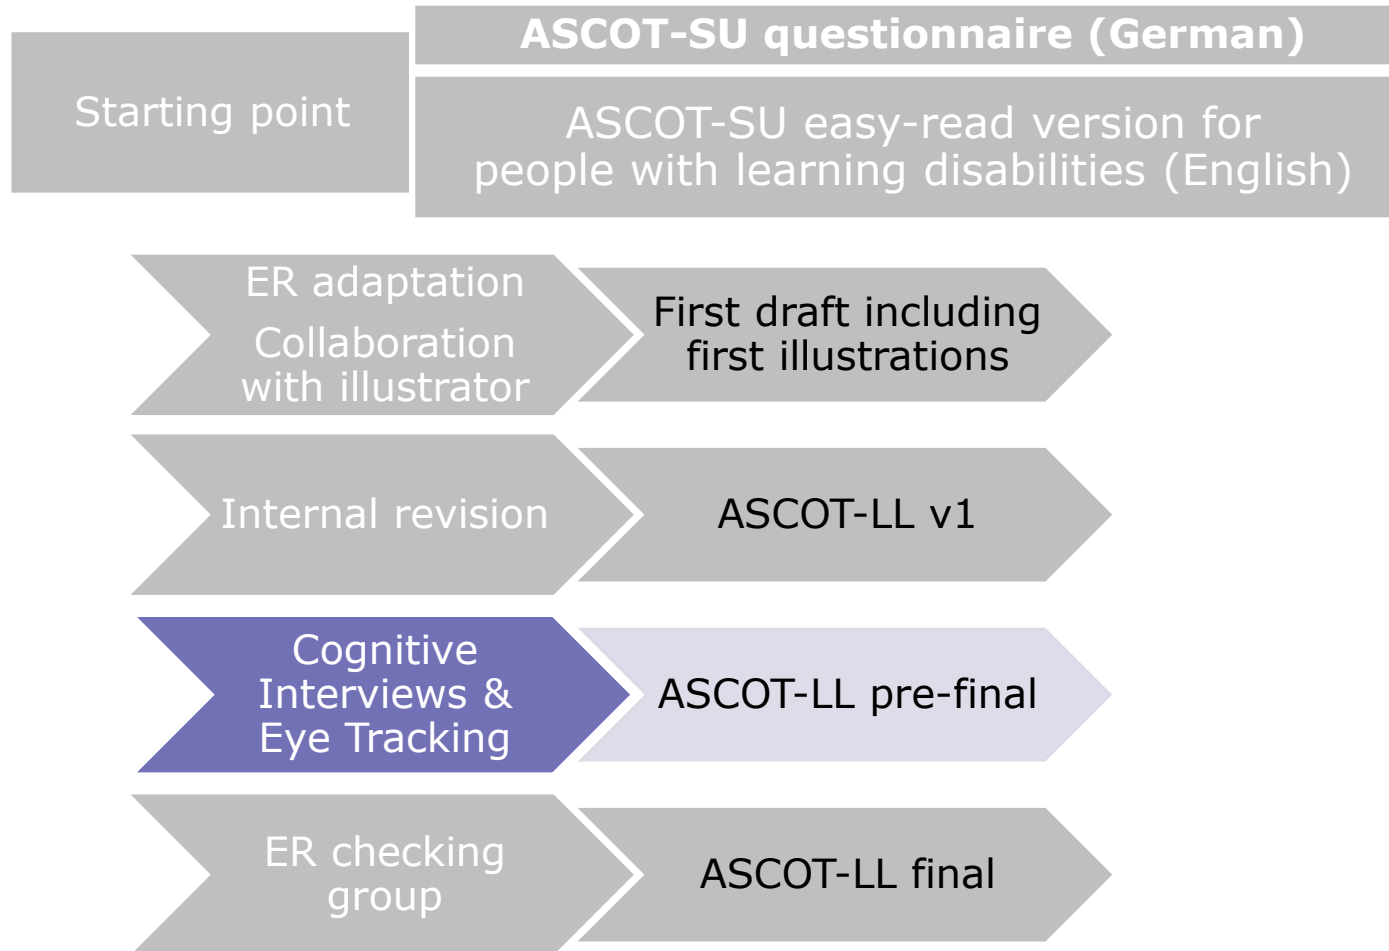 Starting point
ASCOT-SU questionnaire (German)
ASCOT-SU easy-read version for
people with learning disabilities (English)
ER adaptation
Collaboration
with illustrator
First draft including
first illustrations
Internal revision
ASCOT-LL v1
Cognitive
Interviews &
Eye Tracking
ASCOT-LL pre-final
ER checking
group
ASCOT-LL final